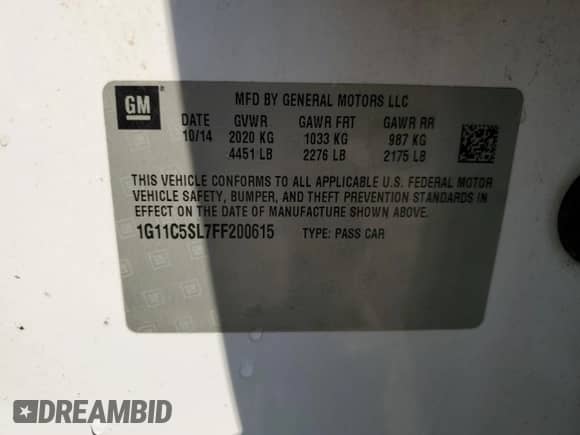 GM
MFD BY GENERAL MOTORS LLC
DATE GVWR GAWR FRT GAWR RR
10/14 2020 KG 1033 KG 987 KG
4451 LB 2276 LB 2175 LB
THIS VEHICLE CONFORMS TO ALL APPLICABLE U.S. FEDERAL MOTOR
VEHICLE SAFETY, BUMPER, AND THEFT PREVENTION STANDARDS IN
EFFECT ON THE DATE OF MANUFACTURE SHOWN ABOVE.
1G11C5SL7FF200615 TYPE: PASS CAR
DREAMBID